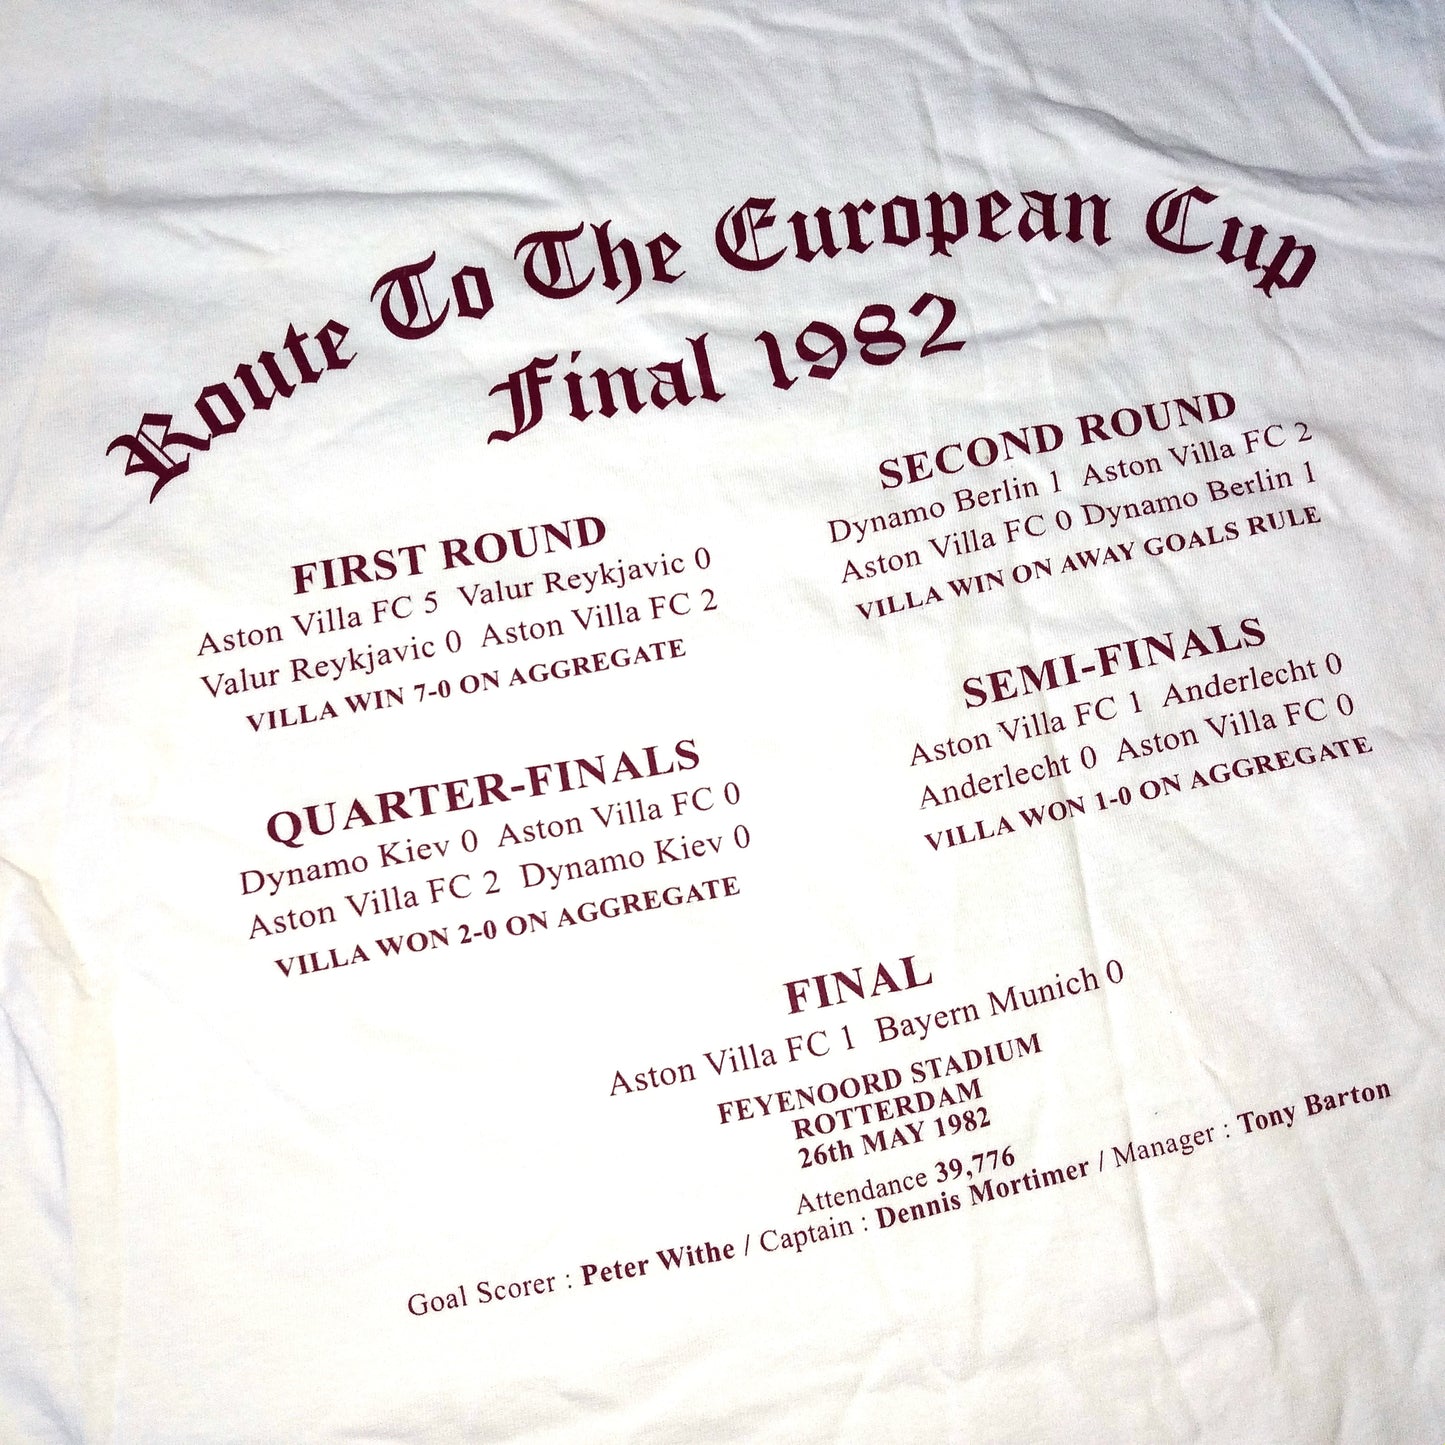 Route To The European Cup
Final 1982
FIRST ROUND
Aston Villa FC 5 Valur Reykjavic 0
Valur Reykjavic 0 Aston Villa FC 2
VILLA WIN 7-0 ON AGGREGATE
SECOND ROUND
Dynamo Berlin 1 Aston Villa FC 2
Aston Villa FC 0 Dynamo Berlin 1
VILLA WIN ON AWAY GOALS RULE
QUARTER-FINALS
Dynamo Kiev 0 Aston Villa FC 0
Aston Villa FC 2 Dynamo Kiev 0
VILLA WON 2-0 ON AGGREGATE
SEMI-FINALS
Aston Villa FC 1 Anderlecht 0
Anderlecht 0 Aston Villa FC 0
VILLA WON 1-0 ON AGGREGATE
FINAL
Aston Villa FC 1 Bayern Munich 0
FEYENOORD STADIUM
ROTTERDAM
26th MAY 1982
Attendance 39,776
Goal Scorer : Peter Withe / Captain : Dennis Mortimer / Manager : Tony Barton